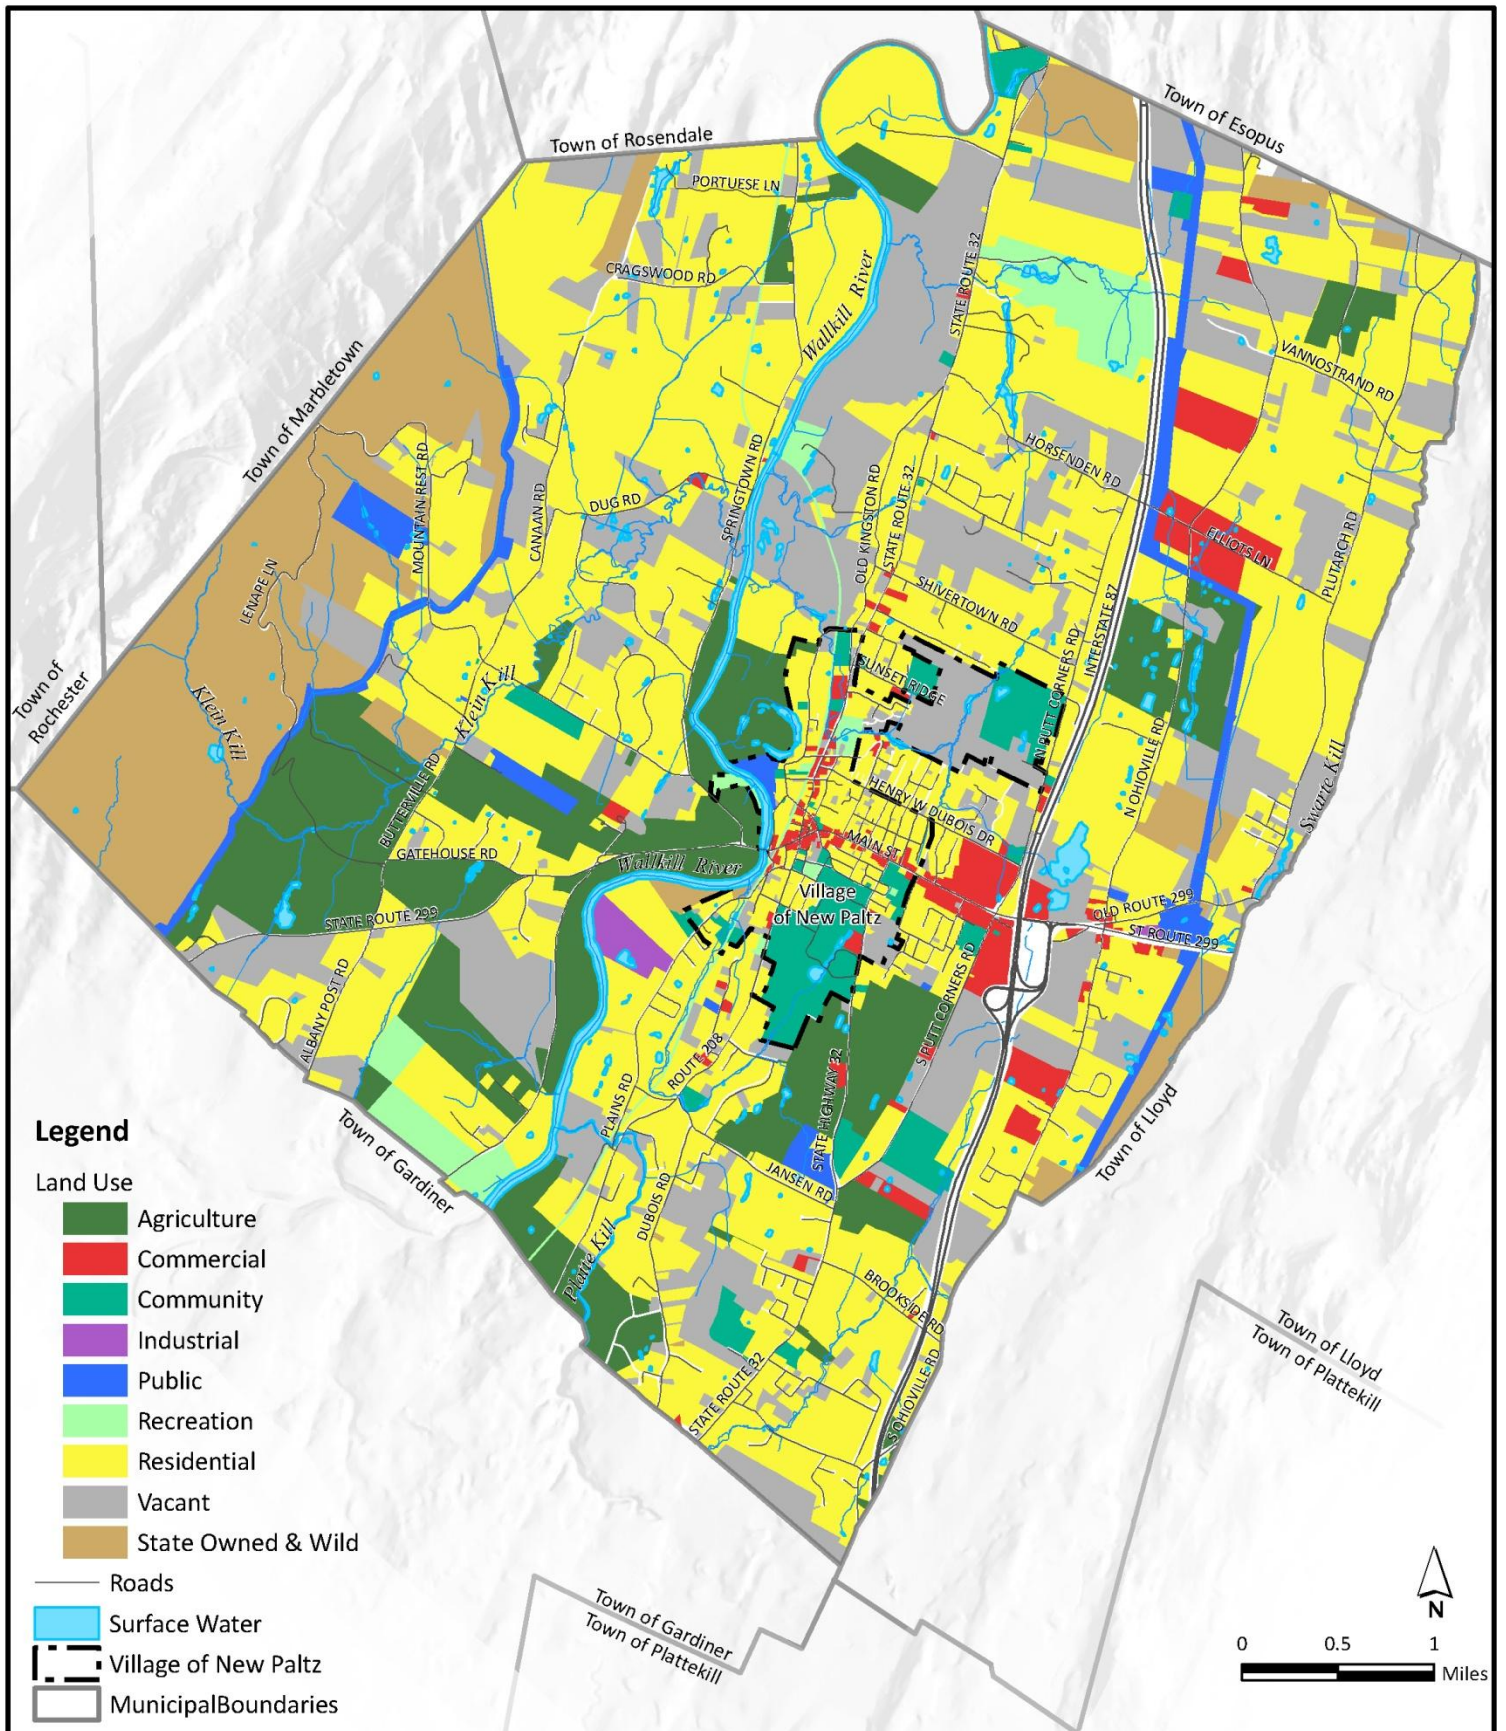 Town of Esopus
Town of Rosendale
PORTUESE LN
STATE ROUTE 32
CRAGSWOOD RD
Wallkill River
VANNOSTRAND RD
Town of Marbletown
HORSENDEN RD
MOUNTAIN REST RD
SPRINGTOWN RD
DUG RD
CANAAN RD
OLD KINGSTON RD
STATE ROUTE 32
ELLIOTS LN
PLUTARCH RD
LENAPE LN
SHIVERTOWN RD
INTERSTATE 87
Town of
Rochester
Klein Kill
Klein Kill
SUNSET RIDGE
N PUTT CORNERS RD
N OHIOVILLE RD
Swarte Kill
BUTTERVILLE RD
HENRY W DUBOIS DR
MAIN ST
GATEHOUSE RD
Wallkill River
Village
of New Paltz
STATE ROUTE 299
OLD ROUTE 299
ST ROUTE 299
ALBANY POST RD
S PUTT CORNERS RD
ROUTE 208
PLAINS RD
STATE HIGHWAY 32
Town of Lloyd
Town of Gardiner
JANSEN RD
DUBOIS RD
Platte Kill
BROOKSIDE RD
STATE ROUTE 32
S OHIOVILLE RD
Town of Lloyd
Town of Plattekill
Town of Gardiner
Town of Plattekill
Legend
Land Use
Agriculture
Commercial
Community
Industrial
Public
Recreation
Residential
Vacant
State Owned & Wild
Roads
Surface Water
Village of New Paltz
MunicipalBoundaries
N
0 0.5 1
Miles